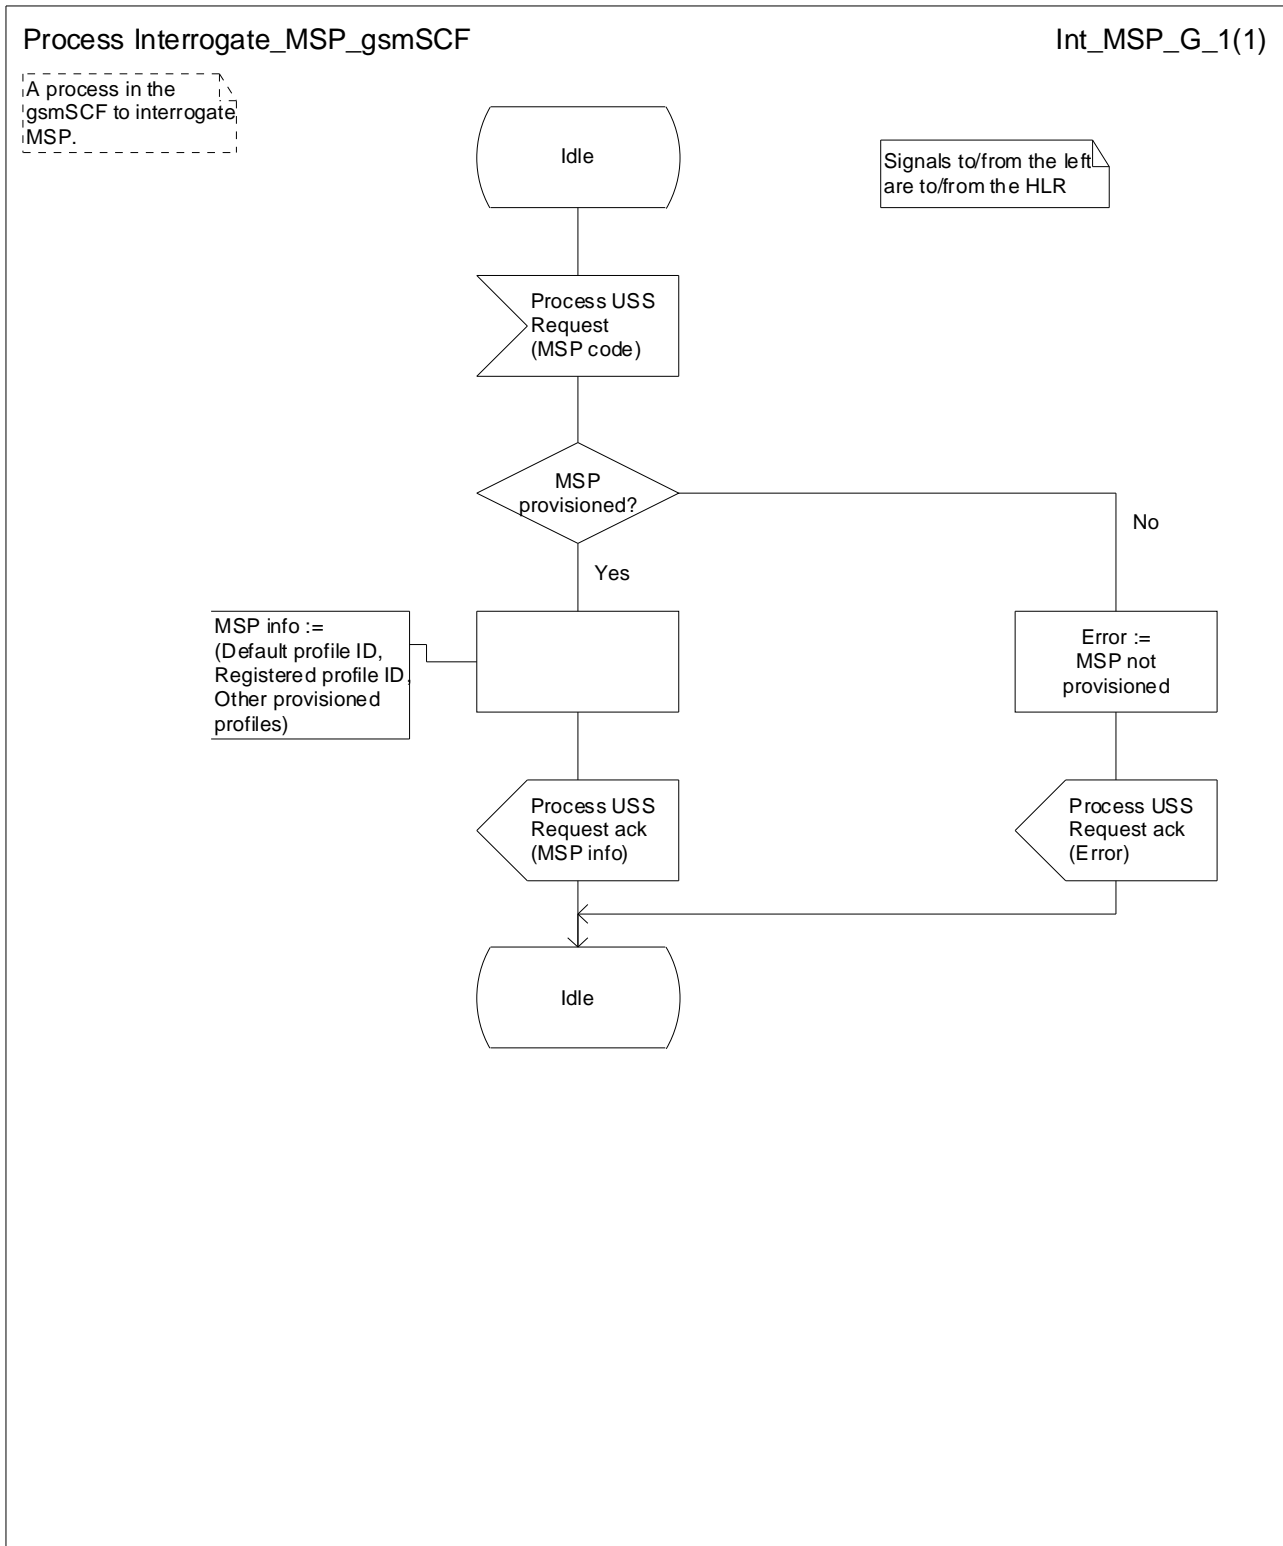 Process Interrogate_MSP_gsmSCF
Int_MSP_G_1(1)
A process in the
gsmSCF to interrogate
MSP.
Idle
Signals to/from the left
are to/from the HLR
Process USS
Request
(MSP code)
MSP
provisioned?
No
Yes
MSP info :=
(Default profile ID,
Registered profile ID,
Other provisioned
profiles)
Error :=
MSP not
provisioned
Process USS
Request ack
(MSP info)
Process USS
Request ack
(Error)
Idle